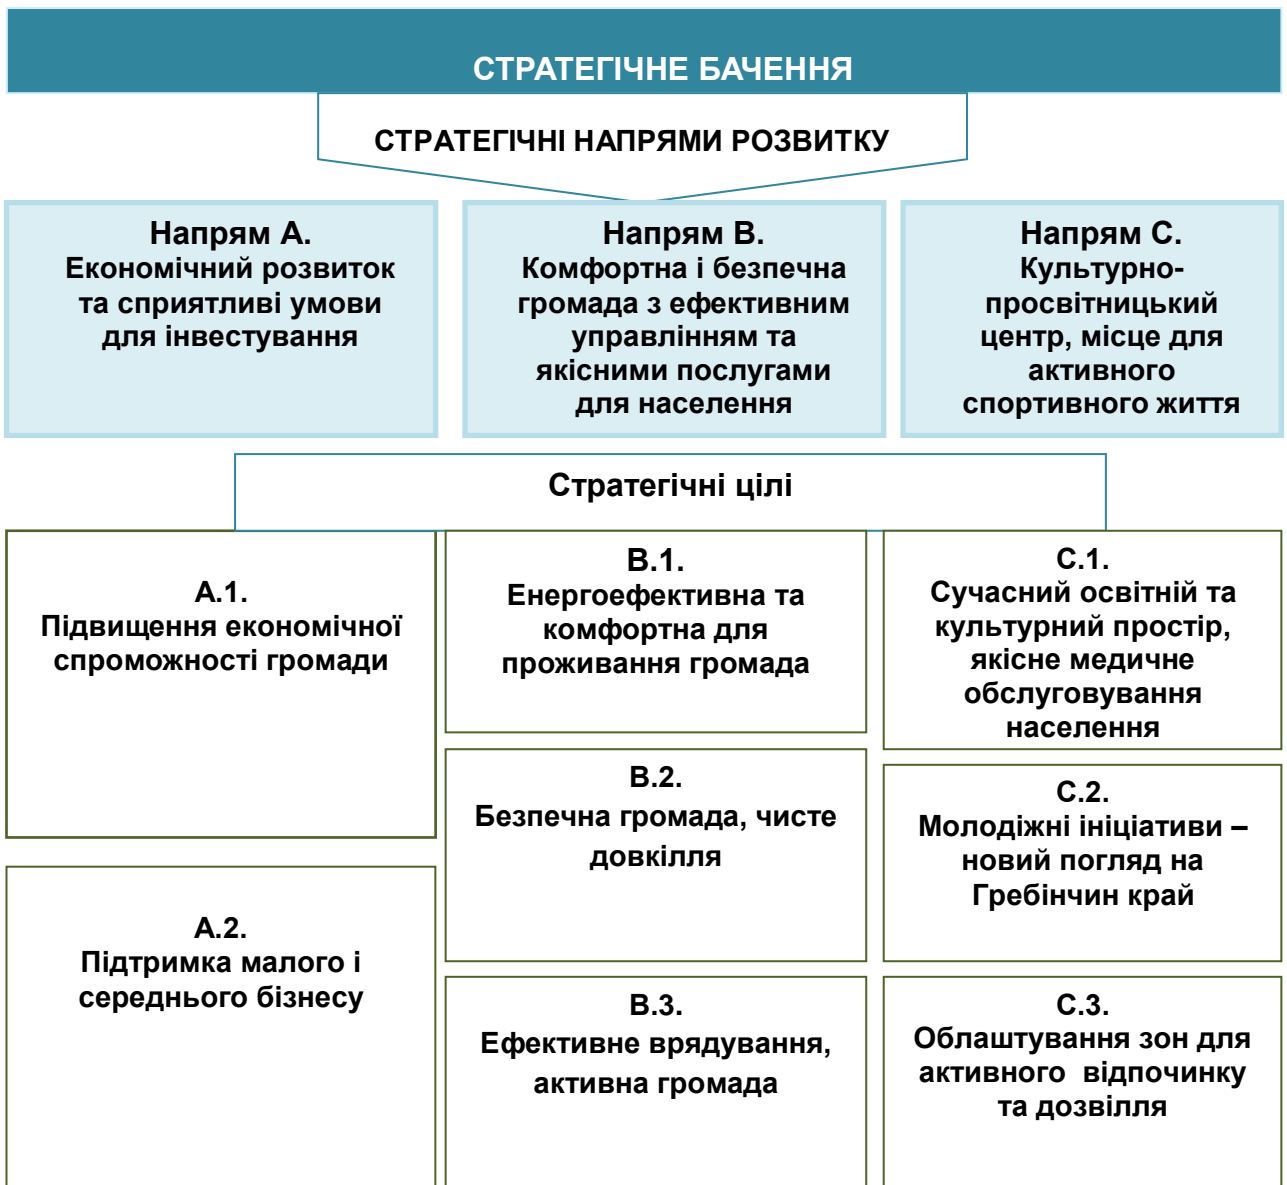 СТРАТЕГІЧНЕ БАЧЕННЯ
СТРАТЕГІЧНІ НАПРЯМИ РОЗВИТКУ
Напрям А.
Економічний розвиток
та сприятливі умови
для інвестування
Напрям В.
Комфортна і безпечна
громада з ефективним
управлінням та
якісними послугами
для населення
Напрям С.
Культурно-
просвітницький
центр, місце для
активного
спортивного життя
Стратегічні цілі
А.1.
Підвищення економічної
спроможності громади
А.2.
Підтримка малого і
середнього бізнесу
В.1.
Енергоефективна та
комфортна для
проживання громада
В.2.
Безпечна громада, чисте
довкілля
В.3.
Ефективне врядування,
активна громада
С.1.
Сучасний освітній та
культурний простір,
якісне медичне
обслуговування
населення
С.2.
Молодіжні ініціативи –
новий погляд на
Гребінчин край
С.3.
Облаштування зон для
активного  відпочинку
та дозвілля